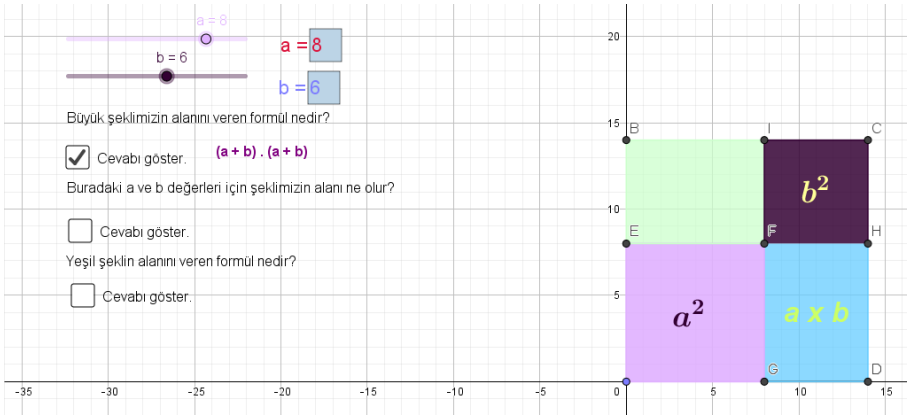 a = 8
b = 6
a = 8
b = 6
Büyük şeklimizin alanını veren formül nedir?
Cevabı göster.
(a + b) . (a + b)
Buradaki a ve b değerleri için şeklimizin alanı ne olur?
Cevabı göster.
Yeşil şeklin alanını veren formül nedir?
Cevabı göster.
20
15
10
5
B
I
C
b²
E
F
H
a²
a x b
G
D
-35
-30
-25
-20
-15
-10
-5
0
5
10
15